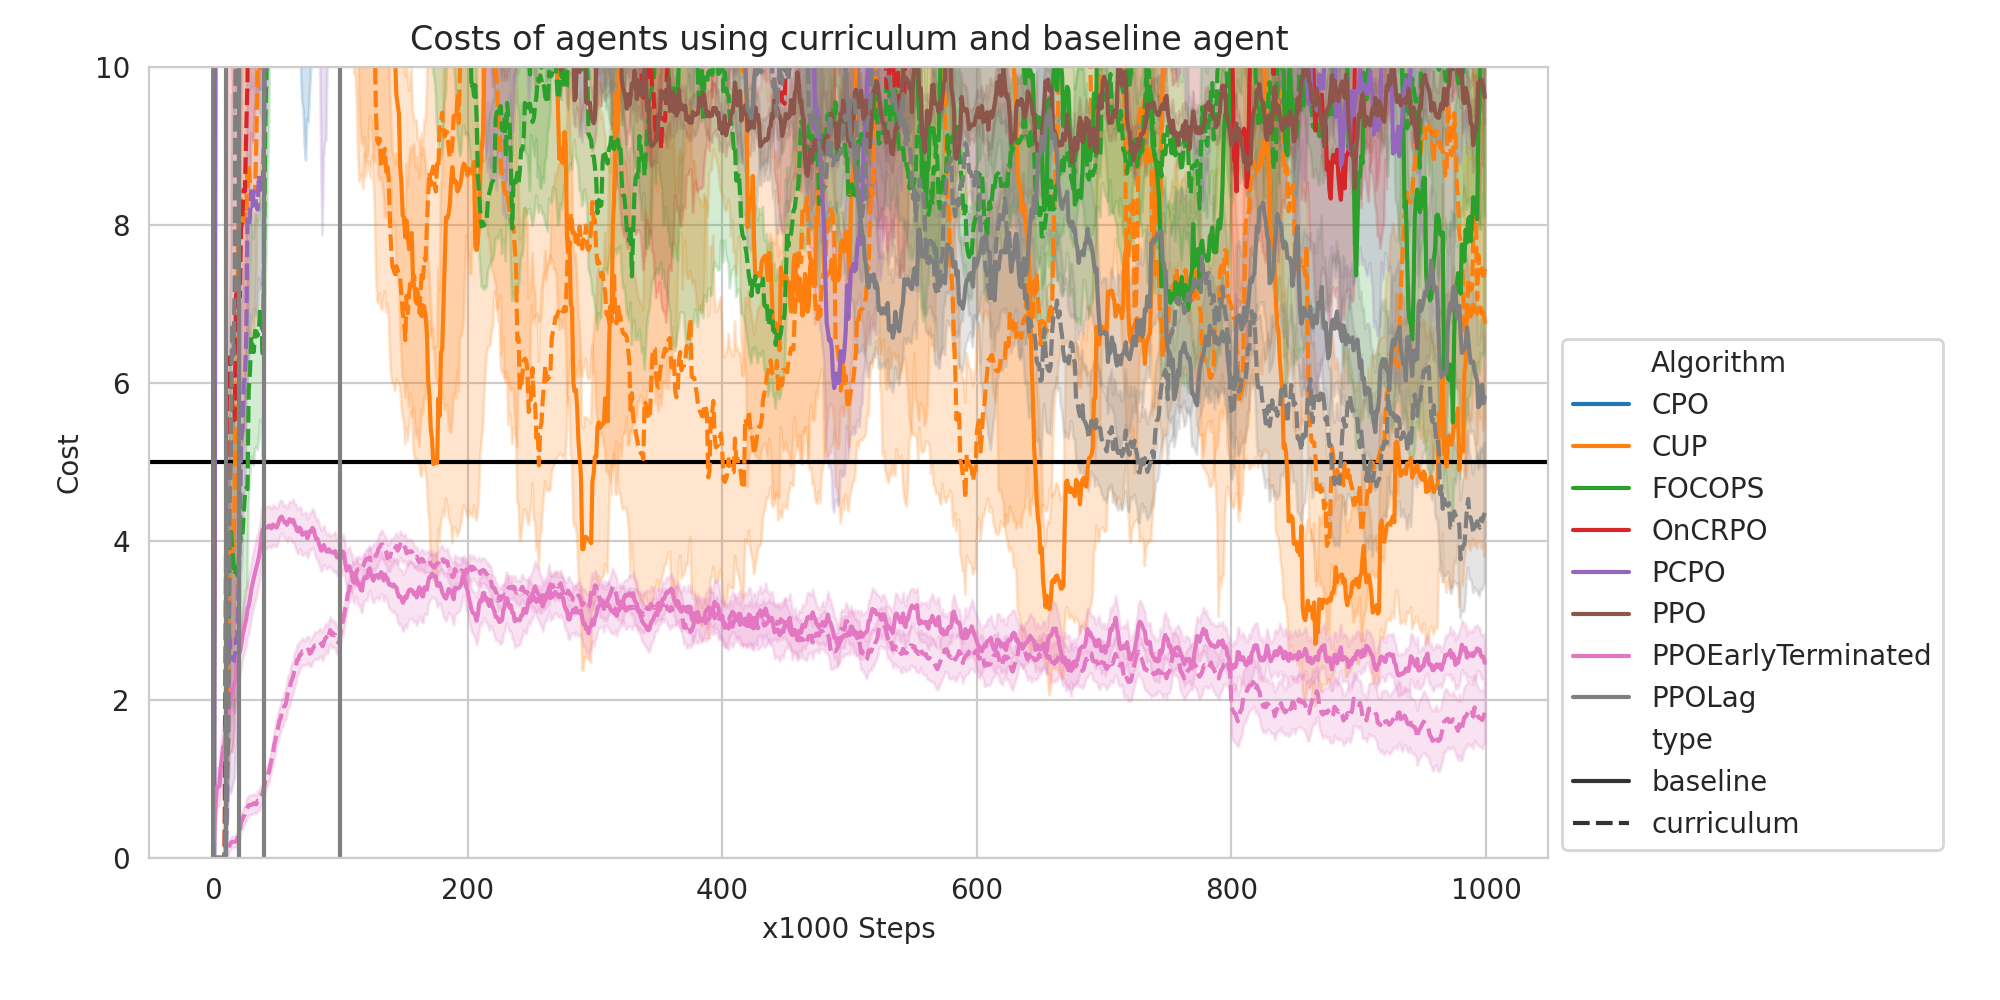 Costs of agents using curriculum and baseline agent
10
8
6
4
2
0
Cost
0 200 400 600 800 1000
x1000 Steps
Algorithm
CPO
CUP
FOCOPS
OnCRPO
PCPO
PPO
PPOEarlyTerminated
PPOLag
type
baseline
curriculum